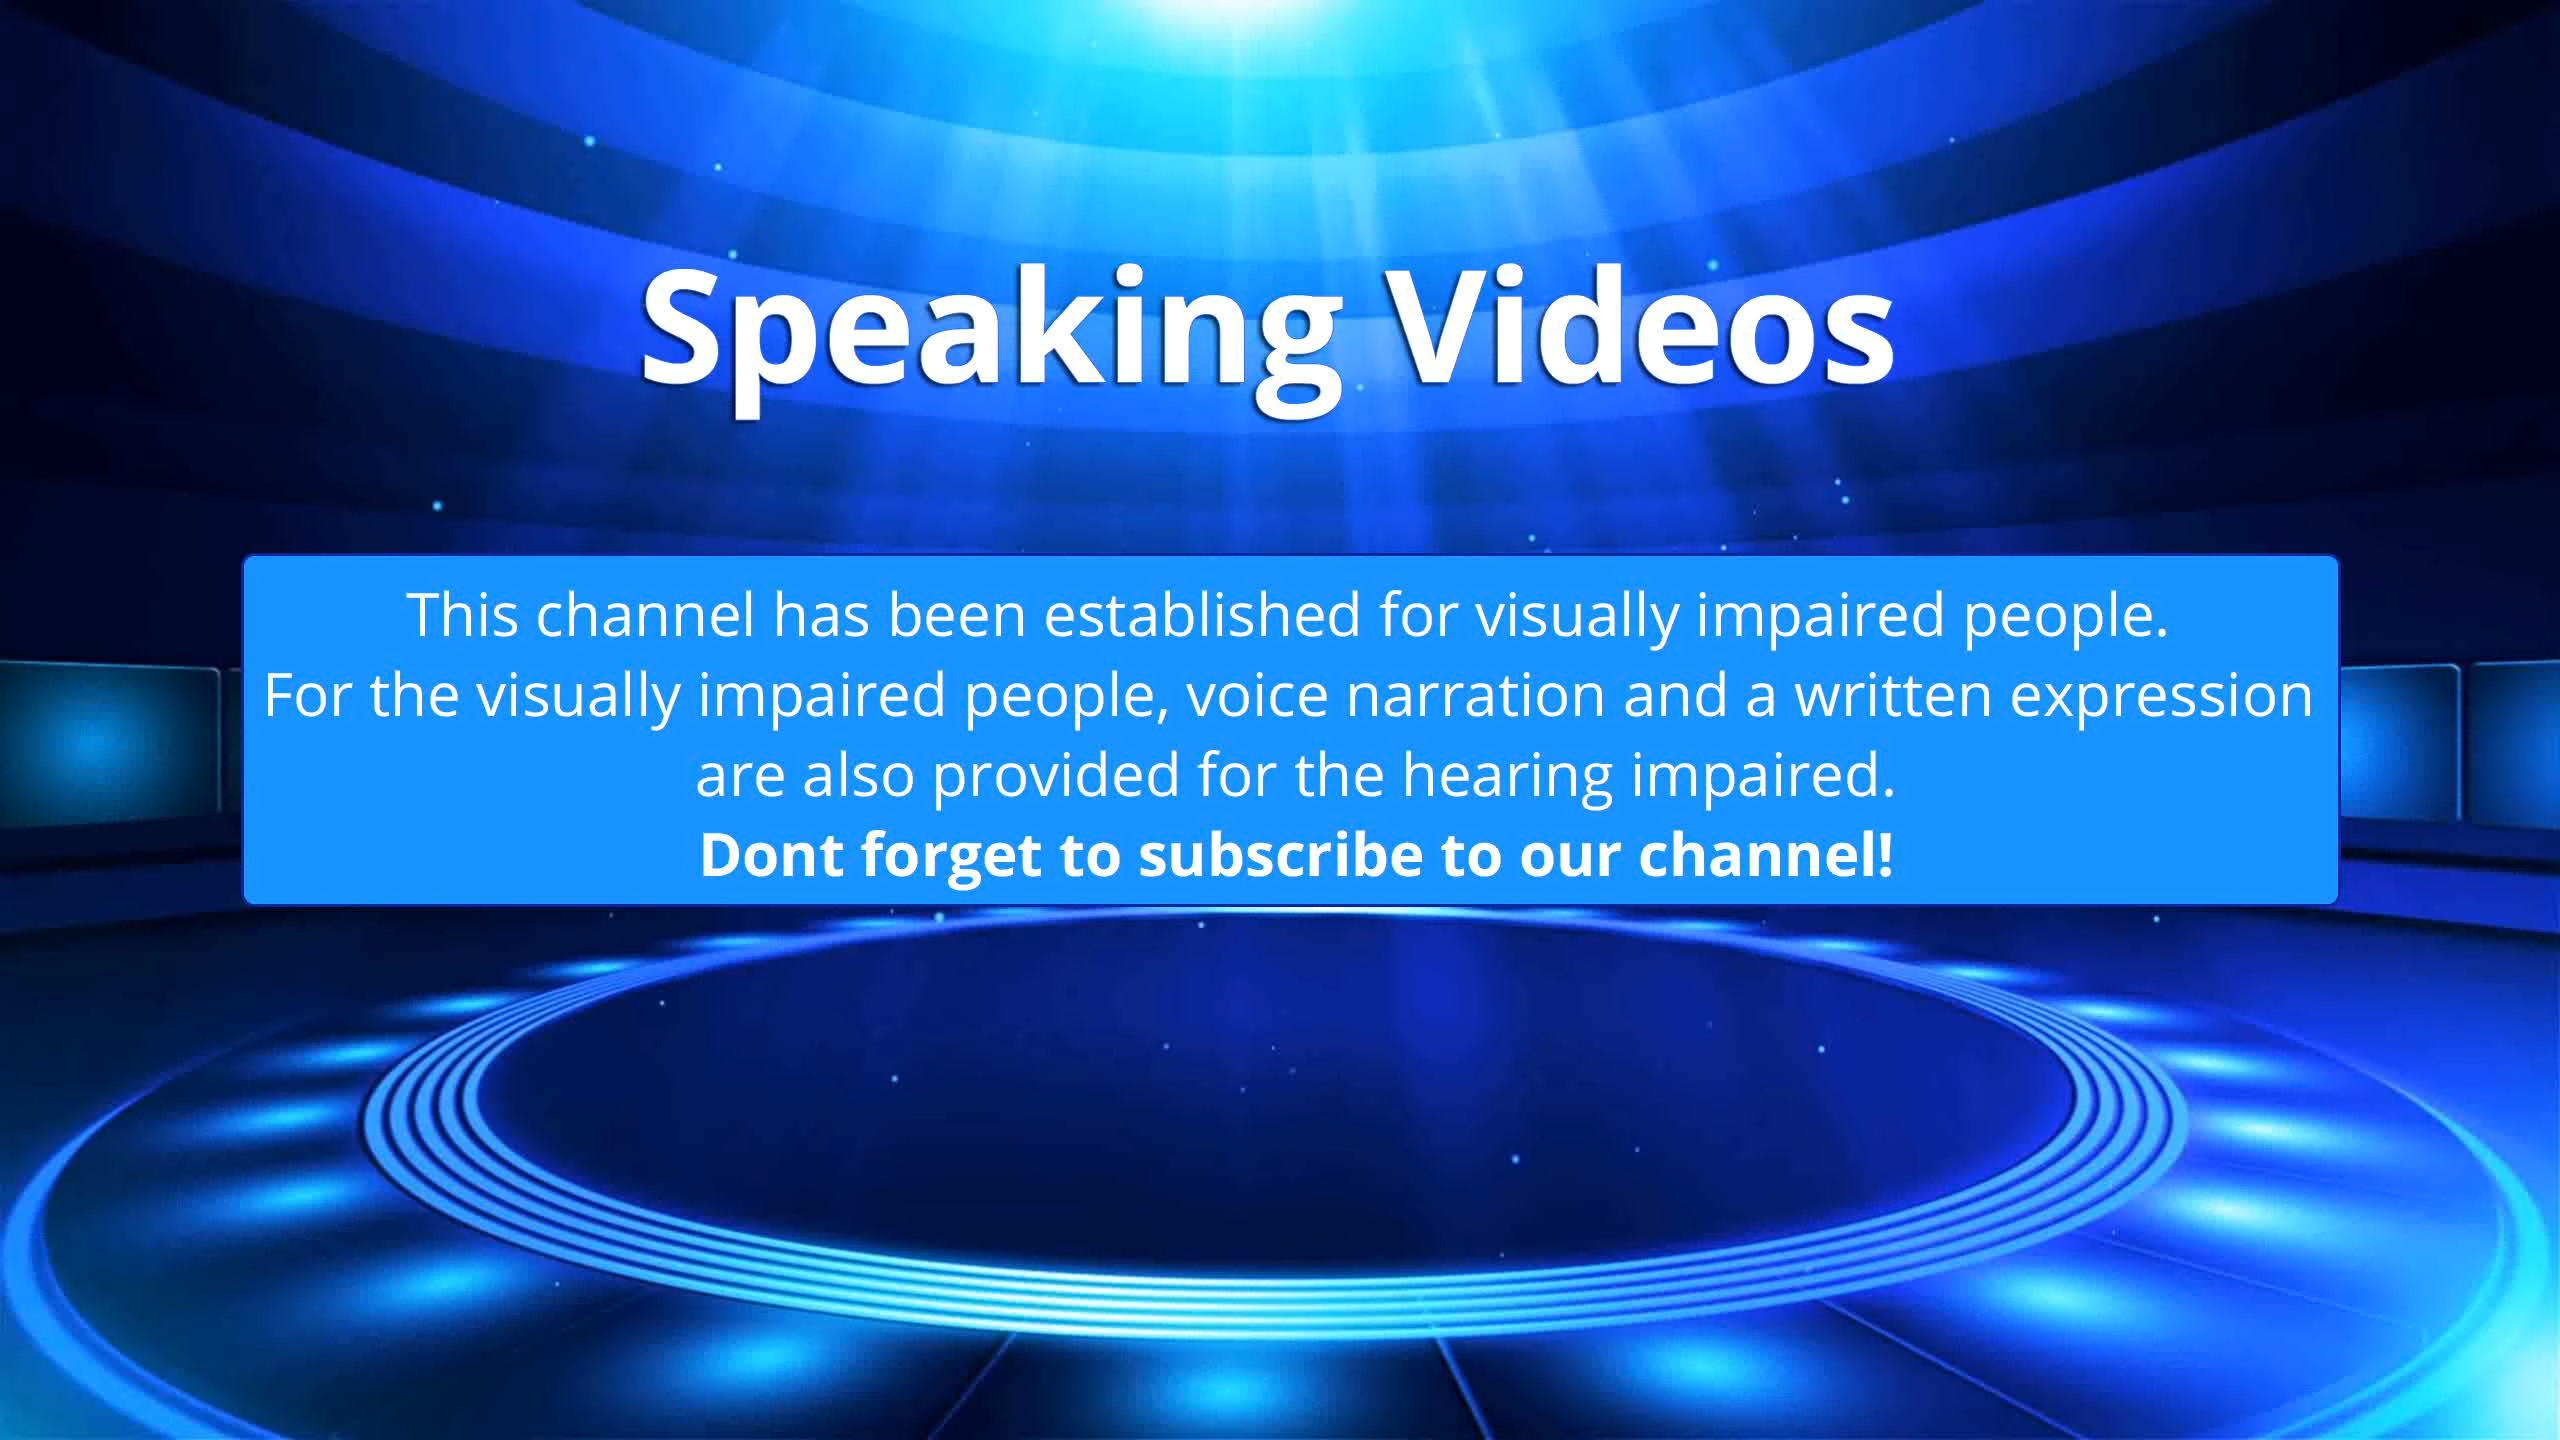 Speaking Videos
This channel has been established for visually impaired people.
For the visually impaired people, voice narration and a written expression
are also provided for the hearing impaired.
Dont forget to subscribe to our channel!